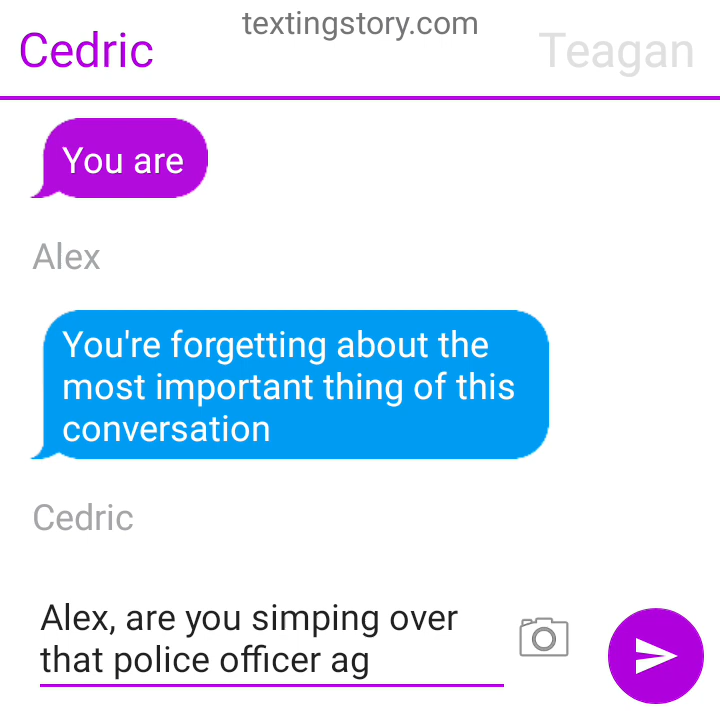 textingstory.com
Cedric
Teagan
You are
Alex
You're forgetting about the
most important thing of this
conversation
Cedric
Alex, are you simping over
that police officer ag